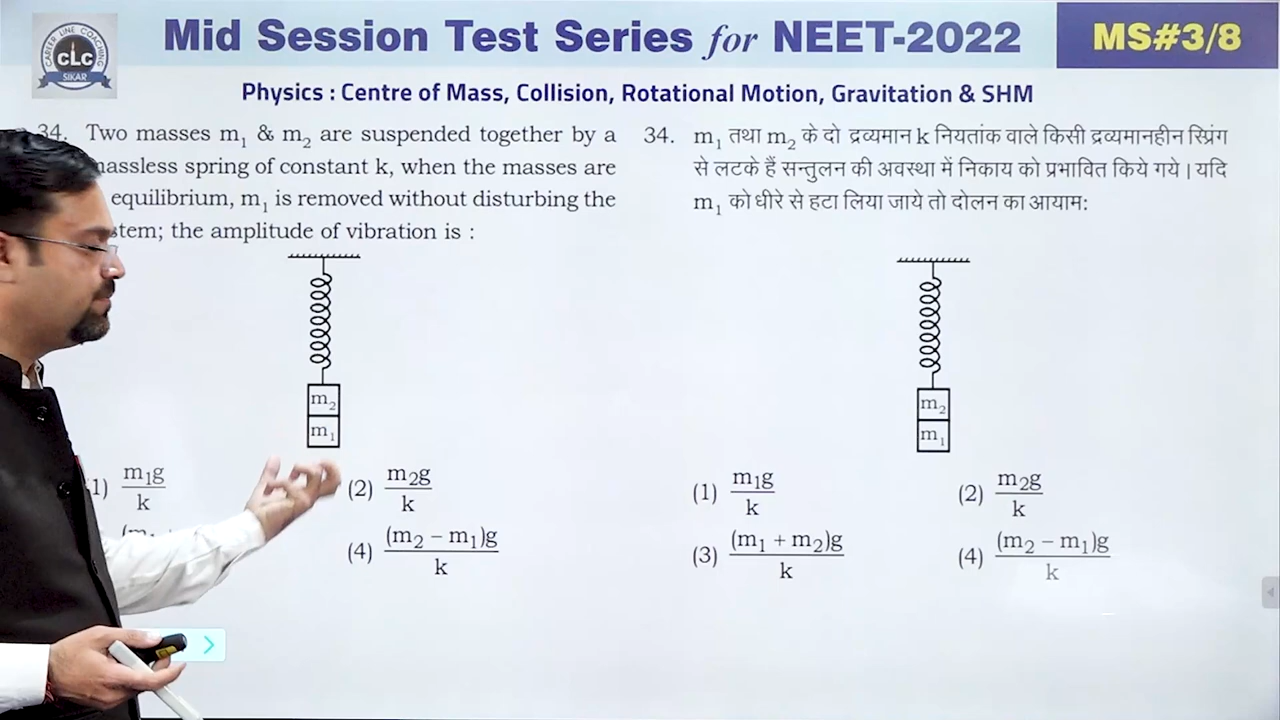 CAREER LINE COACHING
CLC
SIKAR
Mid Session Test Series for NEET-2022
MS#3/8
Physics : Centre of Mass, Collision, Rotational Motion, Gravitation & SHM
34. Two masses m₁ & m₂ are suspended together by a
massless spring of constant k, when the masses are
equilibrium, m₁ is removed without disturbing the
the amplitude of vibration is :
m₂
m₁
1) m₁g/k
(2) m₂g/k
(4) (m₂ – m₁)g/k
34. m₁ तथा m₂ के दो द्रव्यमान k नियतांक वाले किसी द्रव्यमानहीन स्प्रिंग
से लटके हैं सन्तुलन की अवस्था में निकाय को प्रभावित किये गये । यदि
m₁ को धीरे से हटा लिया जाये तो दोलन का आयाम:
m₂
m₁
(1) m₁g/k
(2) m₂g/k
(3) (m₁ + m₂)g/k
(4) (m₂ – m₁)g/k